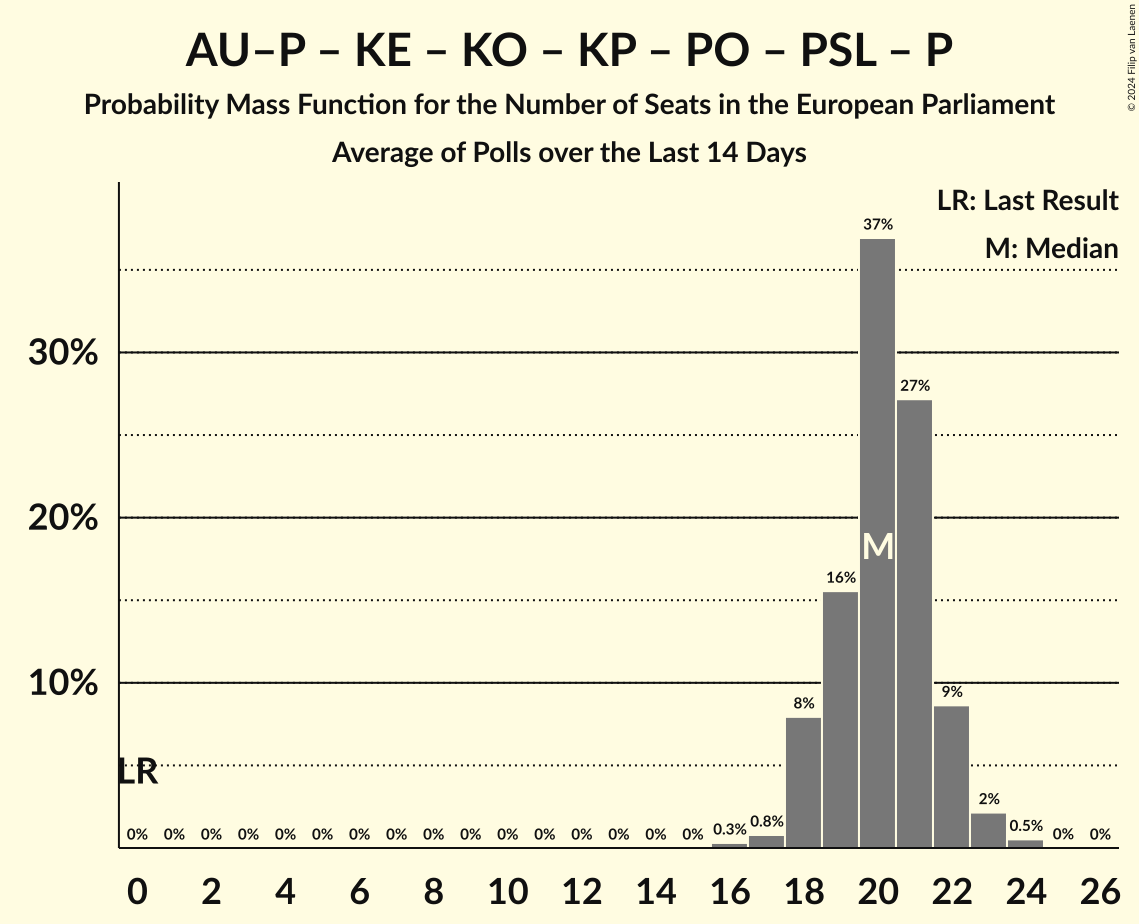 AU–P – KE – KO – KP – PO – PSL – P
Probability Mass Function for the Number of Seats in the European Parliament
Average of Polls over the Last 14 Days
© 2024 Filip van Laenen
LR: Last Result
M: Median
37%
30%
27%
20%
M
16%
10%
9%
8%
LR
2%
0% 0% 0% 0% 0% 0% 0% 0% 0% 0% 0% 0% 0% 0% 0% 0% 0.3% 0.8% 0.5% 0% 0%
0 2 4 6 8 10 12 14 16 18 20 22 24 26